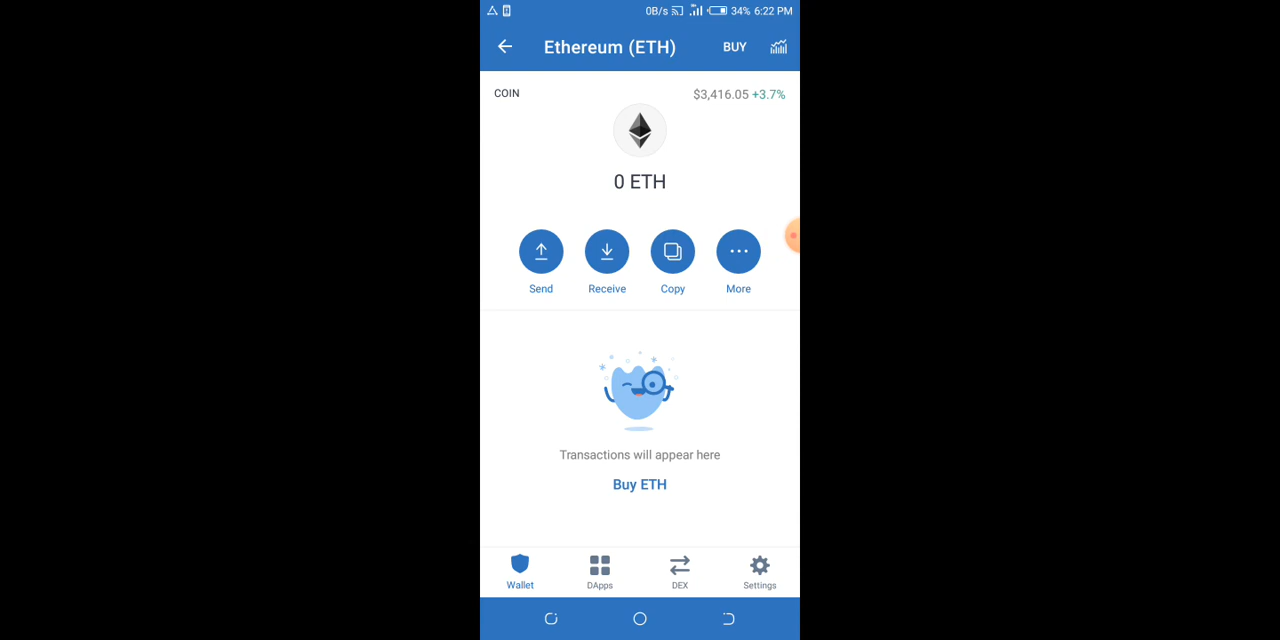 0B/s 34% 6:22 PM
Ethereum (ETH) BUY
COIN $3,416.05 +3.7%
0 ETH
Send Receive Copy More
Transactions will appear here
Buy ETH
Wallet DApps DEX Settings